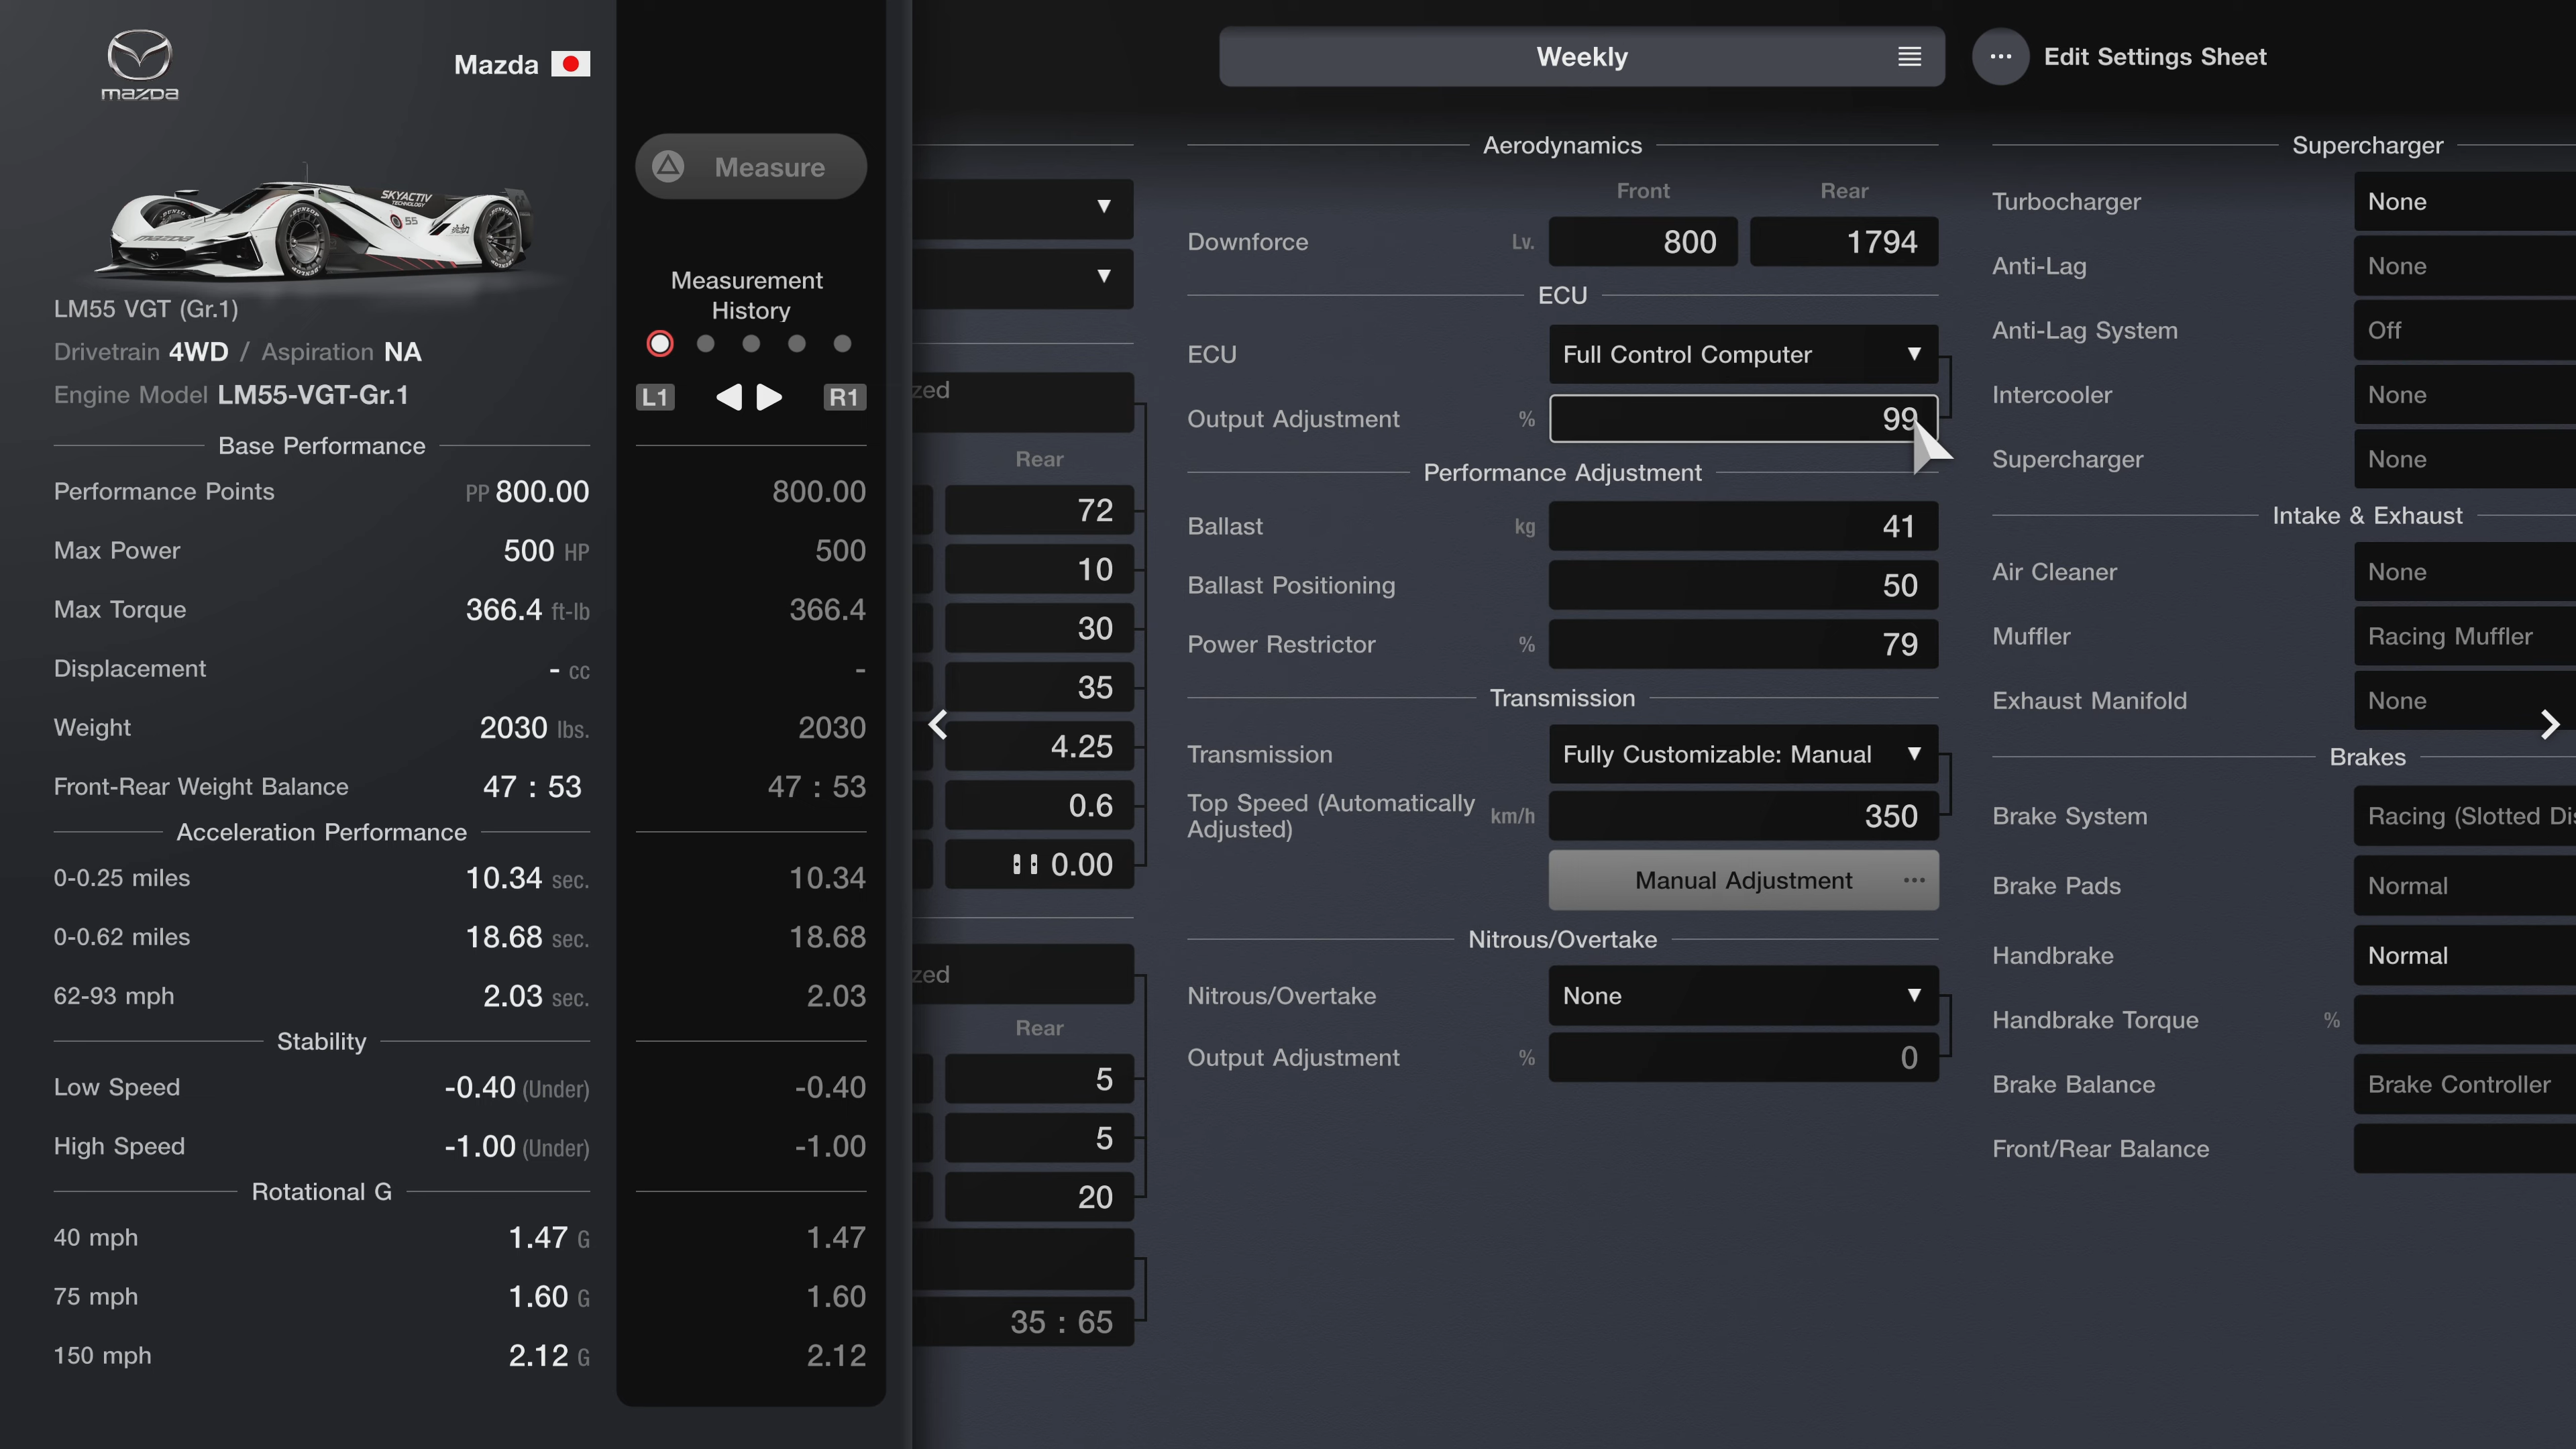 mazda
Mazda
SKYACTIV
TECHNOLOGY
55
LM55 VGT (Gr.1)
Drivetrain 4WD / Aspiration NA
Engine Model LM55-VGT-Gr.1
Base Performance
Performance Points PP 800.00
Max Power 500 HP
Max Torque 366.4 ft-lb
Displacement - cc
Weight 2030 lbs.
Front-Rear Weight Balance 47 : 53
Acceleration Performance
0-0.25 miles 10.34 sec.
0-0.62 miles 18.68 sec.
62-93 mph 2.03 sec.
Stability
Low Speed -0.40 (Under)
High Speed -1.00 (Under)
Rotational G
40 mph 1.47 G
75 mph 1.60 G
150 mph 2.12 G
Measure
Measurement
History
L1 R1
800.00
500
366.4
-
2030
47 : 53
10.34
18.68
2.03
-0.40
-1.00
1.47
1.60
2.12
zed
Rear
72
10
30
35
4.25
0.6
0.00
zed
Rear
5
5
20
35 : 65
Weekly
Edit Settings Sheet
Aerodynamics
Front Rear
Downforce Lv. 800 1794
ECU
ECU Full Control Computer
Output Adjustment % 99
Performance Adjustment
Ballast kg 41
Ballast Positioning 50
Power Restrictor % 79
Transmission
Transmission Fully Customizable: Manual
Top Speed (Automatically
Adjusted) km/h 350
Manual Adjustment
Nitrous/Overtake
Nitrous/Overtake None
Output Adjustment % 0
Supercharger
Turbocharger None
Anti-Lag None
Anti-Lag System Off
Intercooler None
Supercharger None
Intake & Exhaust
Air Cleaner None
Muffler Racing Muffler
Exhaust Manifold None
Brakes
Brake System Racing (Slotted Dis
Brake Pads Normal
Handbrake Normal
Handbrake Torque %
Brake Balance Brake Controller
Front/Rear Balance